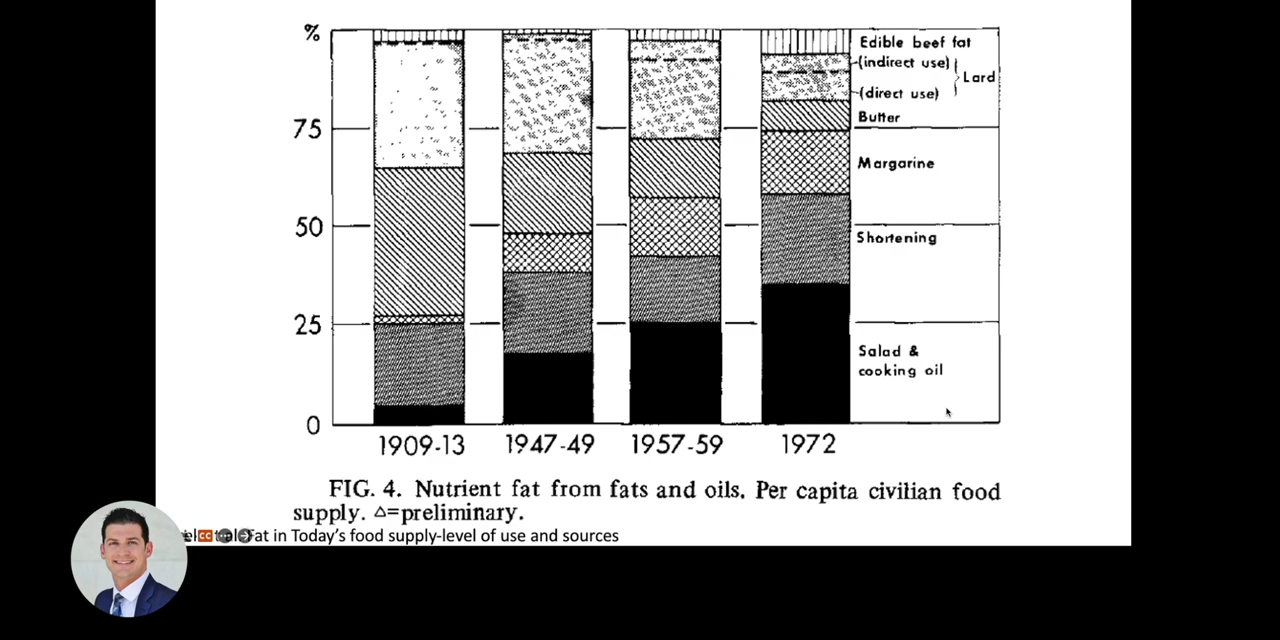 %
Edible beef fat
(indirect use)
Lard
(direct use)
Butter
75
Margarine
50
Shortening
25
Salad &
cooking oil
0
1909-13 1947-49 1957-59 1972
FIG. 4. Nutrient fat from fats and oils. Per capita civilian food
supply. △=preliminary.
Fat in Today's food supply-level of use and sources